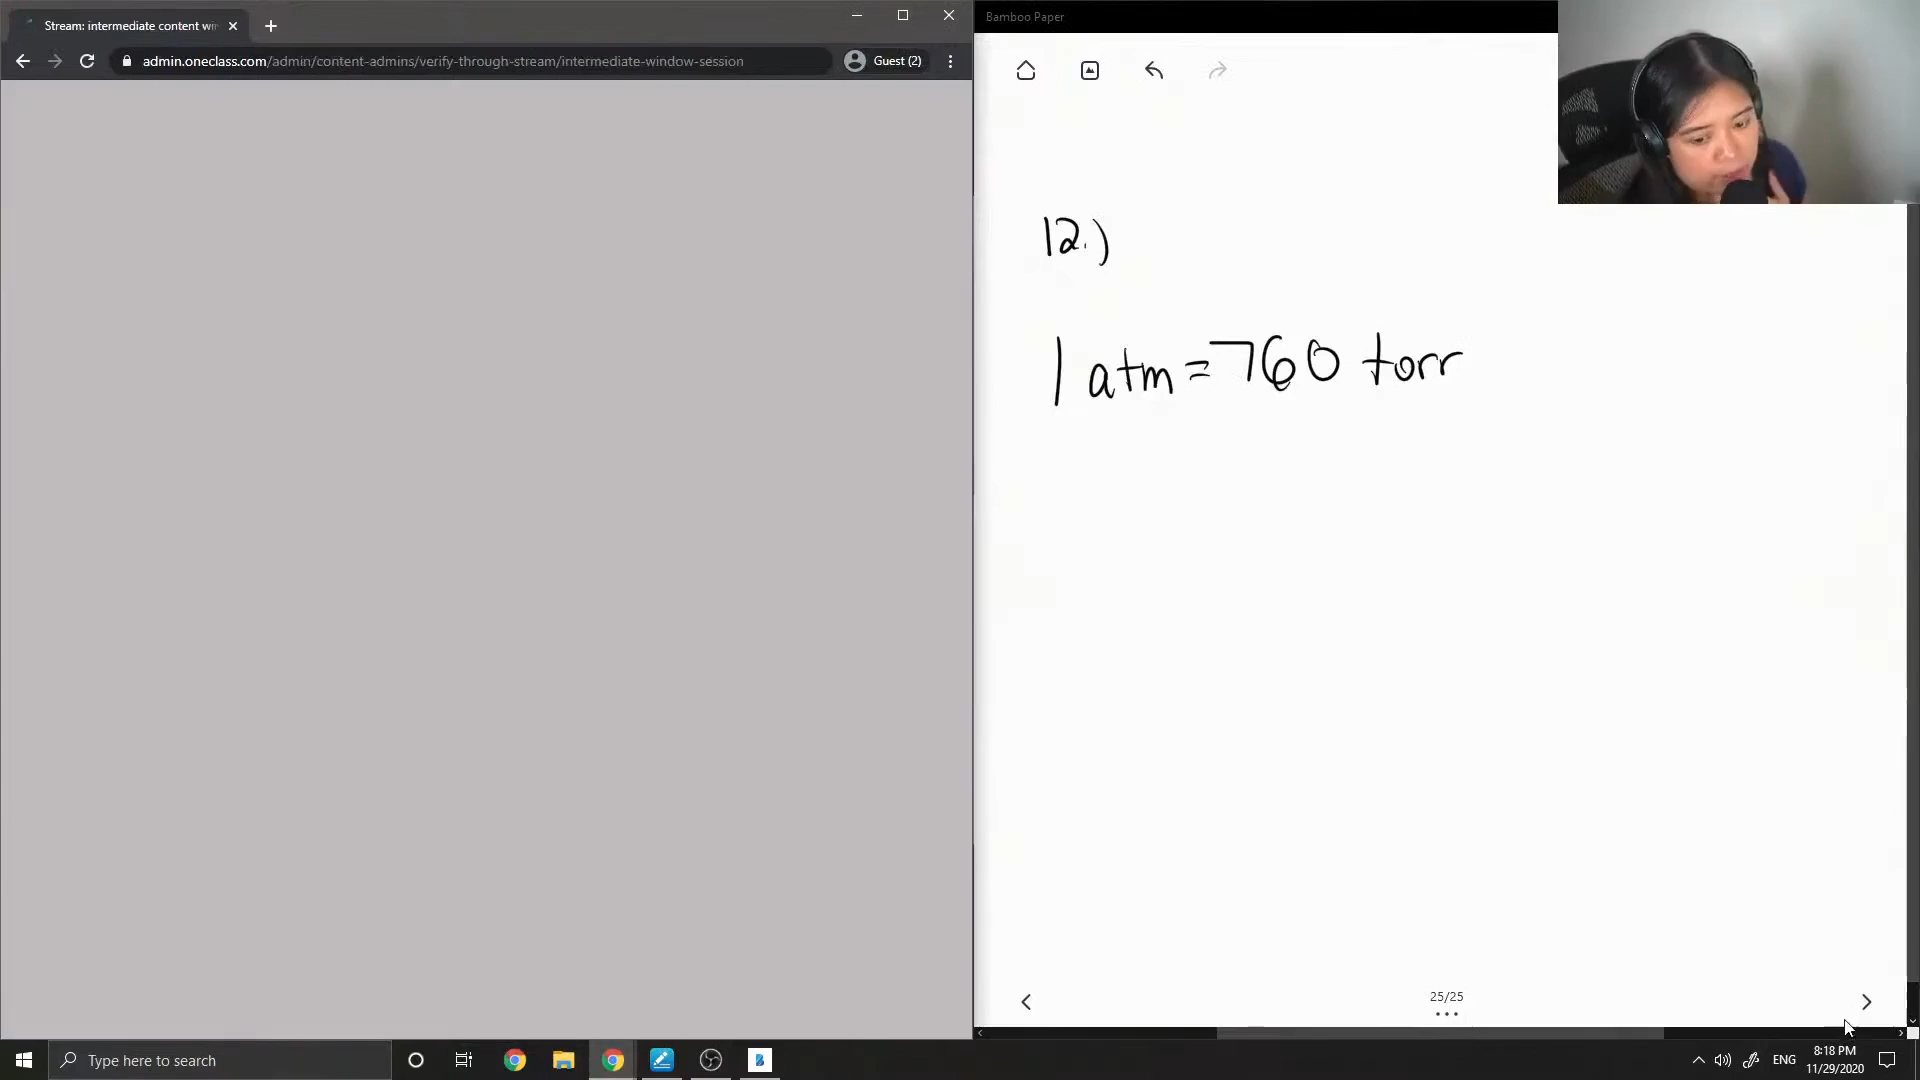 Stream: intermediate content wi
admin.oneclass.com/admin/content-admins/verify-through-stream/intermediate-window-session
Guest (2)
Bamboo Paper
12.)
1 atm = 760 torr
25/25
Type here to search
ENG
8:18 PM
11/29/2020